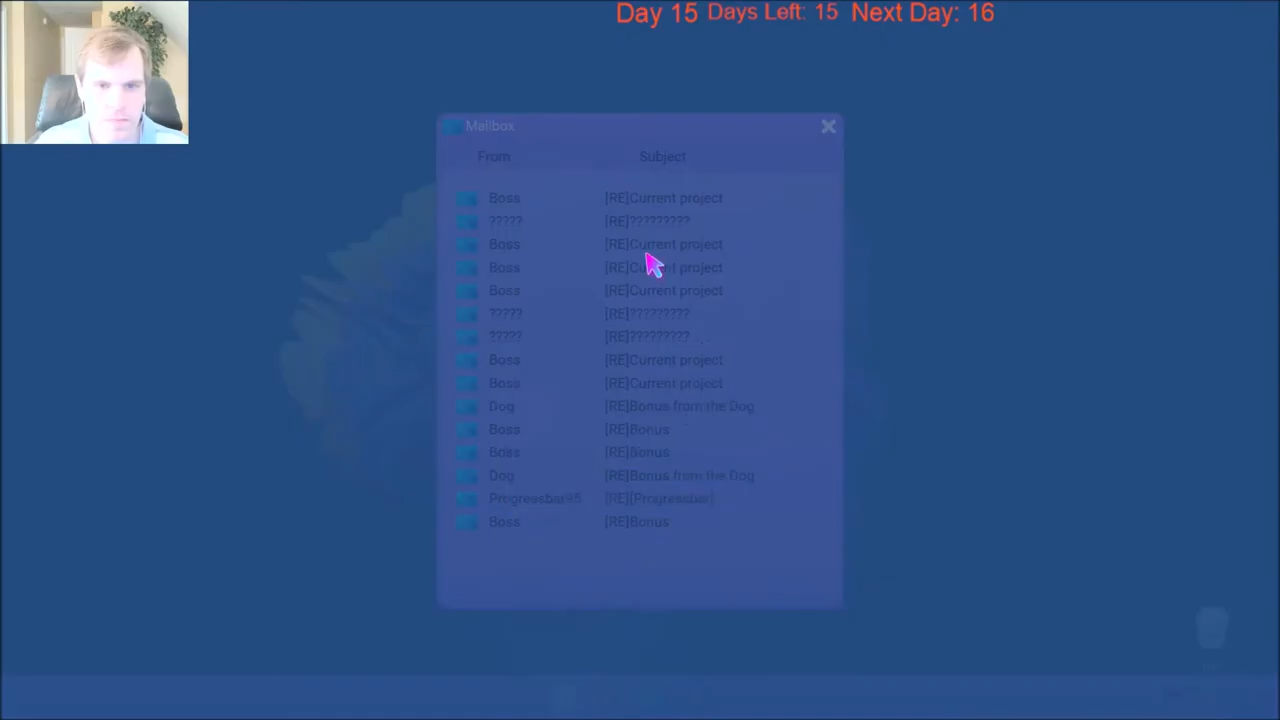 Day 15 Days Left: 15 Next Day: 16
Mailbox
From Subject
Boss [RE]Current project
????? [RE]?????????
Boss [RE]Current project
Boss [RE]Current project
Boss [RE]Current project
????? [RE]?????????
????? [RE]?????????
Boss [RE]Current project
Boss [RE]Current project
Dog [RE]Bonus from the Dog
Boss [RE]Bonus
Boss [RE]Bonus
Dog [RE]Bonus from the Dog
Progressbar95 [RE][Progressbar]
Boss [RE]Bonus